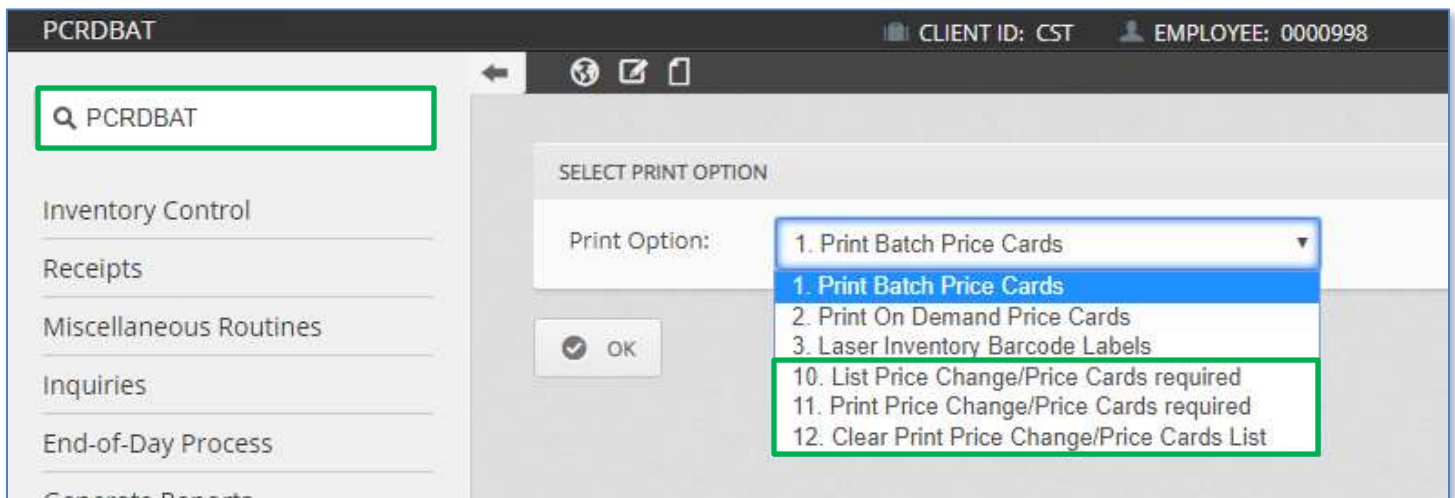 PCRDBAT
CLIENT ID: CST
EMPLOYEE: 0000998
PCRDBAT
Inventory Control
Receipts
Miscellaneous Routines
Inquiries
End-of-Day Process
Generate Reports
SELECT PRINT OPTION
Print Option:
1. Print Batch Price Cards
1. Print Batch Price Cards
2. Print On Demand Price Cards
3. Laser Inventory Barcode Labels
10. List Price Change/Price Cards required
11. Print Price Change/Price Cards required
12. Clear Print Price Change/Price Cards List
OK